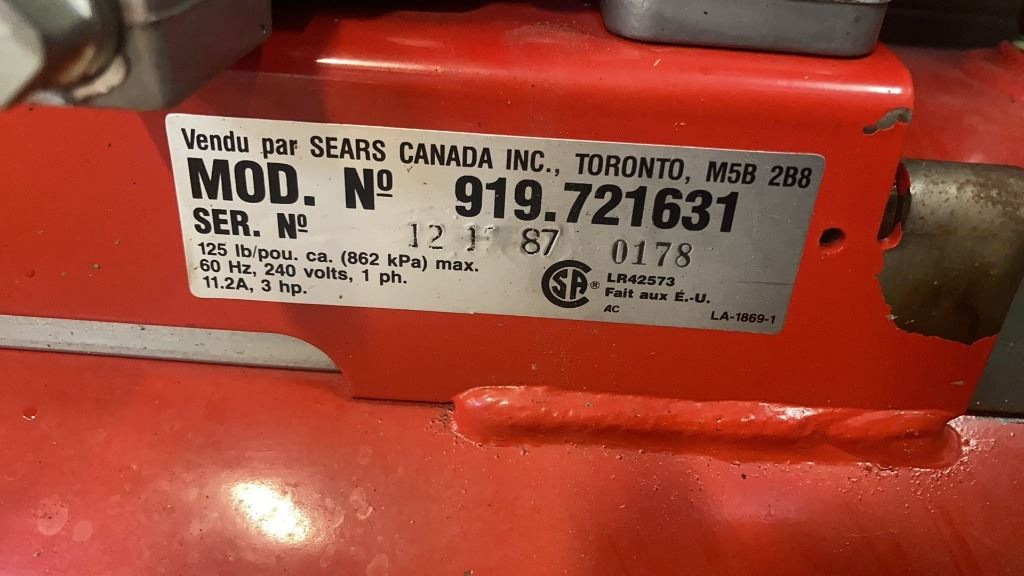 Vendu par SEARS CANADA INC., TORONTO, M5B 2B8
MOD. Nº 919.721631
SER. Nº 12 87 0178
125 lb/pou. ca. (862 kPa) max.
60 Hz, 240 volts, 1 ph.
11.2A, 3 hp.
CSA®
LR42573
Fait aux É.-U.
AC
LA-1869-1